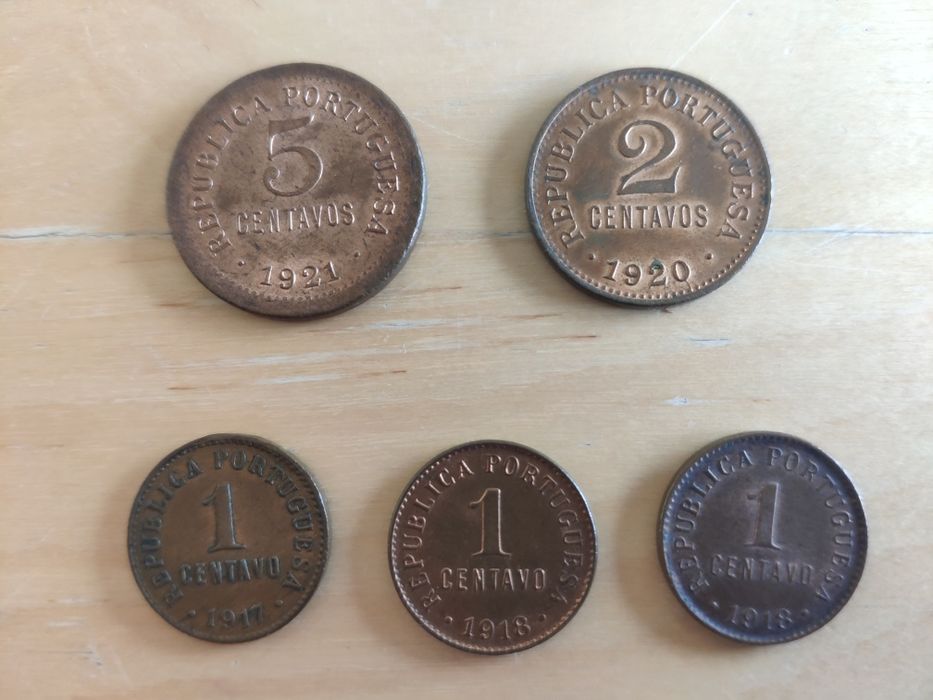 REPUBLICA PORTUGUESA
5
CENTAVOS
· 1921 ·
REPUBLICA PORTUGUESA
2
CENTAVOS
· 1920 ·
REPUBLICA PORTUGUESA
1
CENTAVO
· 1917 ·
REPUBLICA PORTUGUESA
1
CENTAVO
· 1918 ·
REPUBLICA PORTUGUESA
1
CENTAVO
· 1918 ·